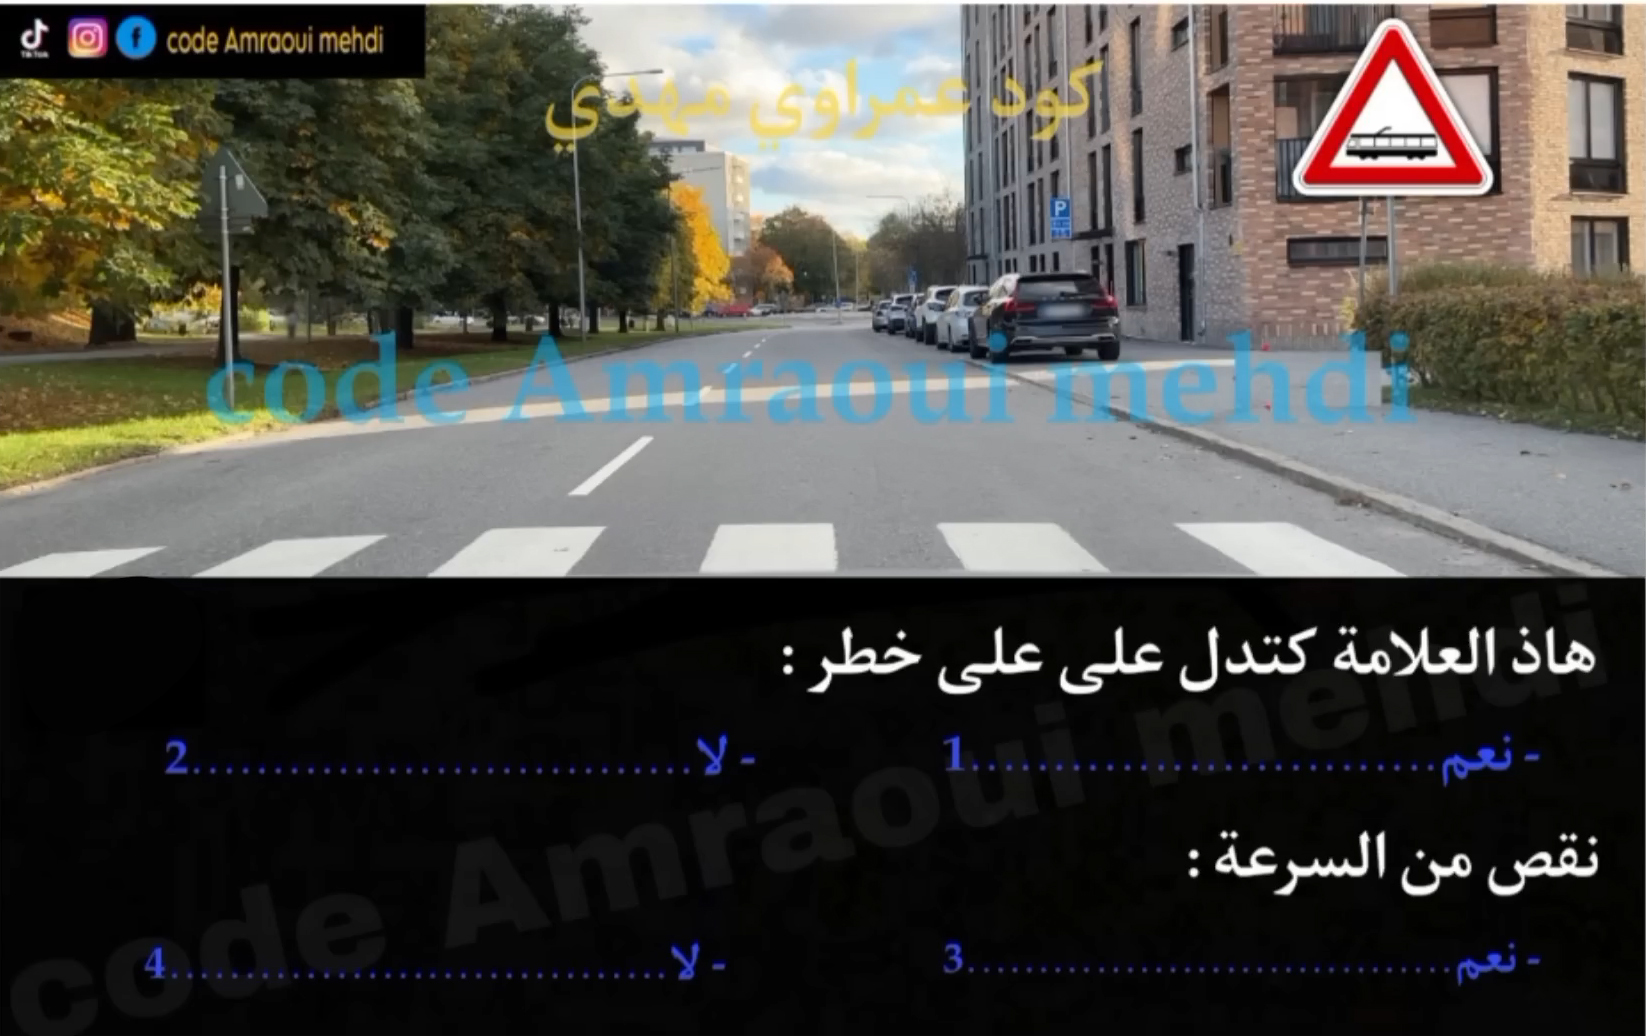 code Amraoui mehdi
كود عمراوي مهدي
P
code Amraoui mehdi
هاذ العلامة كتدل على على خطر :
- نعم..............................1 - لا...............................2
نقص من السرعة :
- نعم..............................3 - لا...............................4
code Amraoui mehdi